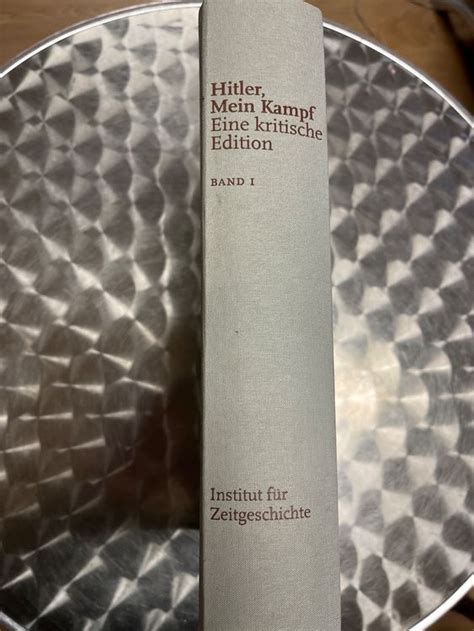 Hitler,
Mein Kampf
Eine kritische
Edition
BAND I
Institut für
Zeitgeschichte